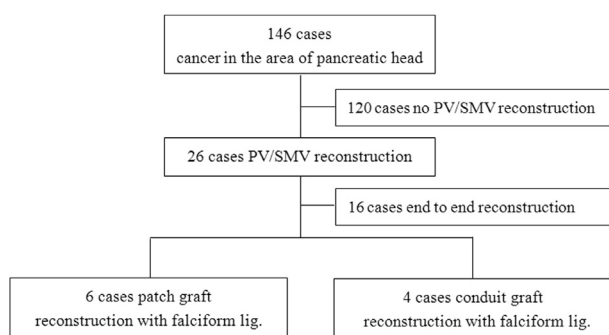 146 cases
cancer in the area of pancreatic head
120 cases no PV/SMV reconstruction
26 cases PV/SMV reconstruction
16 cases end to end reconstruction
6 cases patch graft
reconstruction with falciform lig.
4 cases conduit graft
reconstruction with falciform lig.